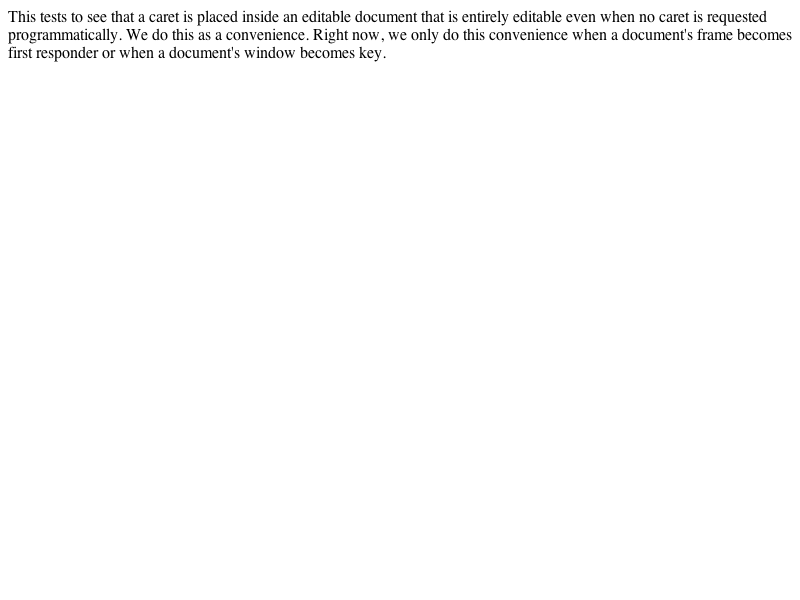 This tests to see that a caret is placed inside an editable document that is entirely editable even when no caret is requested
programmatically. We do this as a convenience. Right now, we only do this convenience when a document's frame becomes
first responder or when a document's window becomes key.